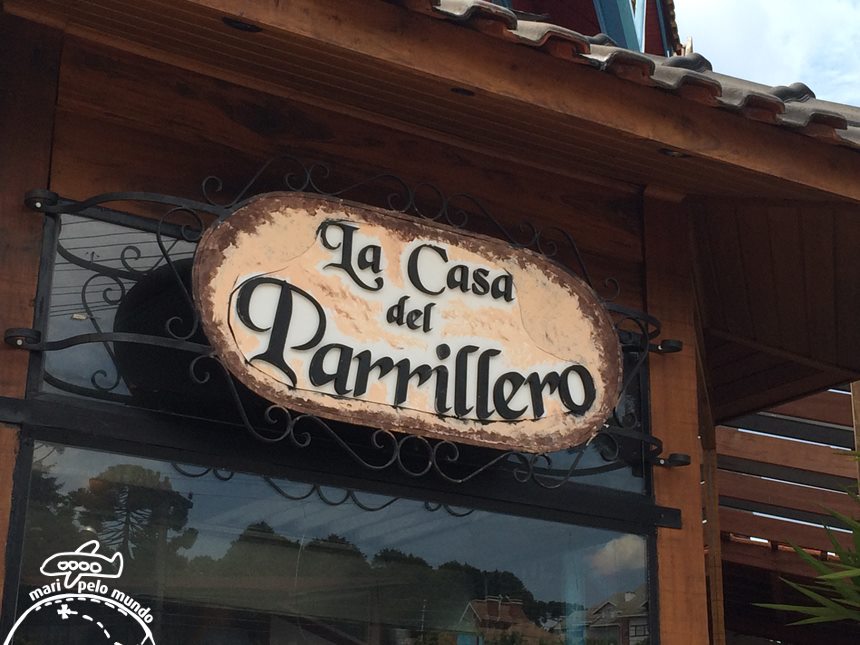 La Casa
del
Parrillero
mari pelo mundo